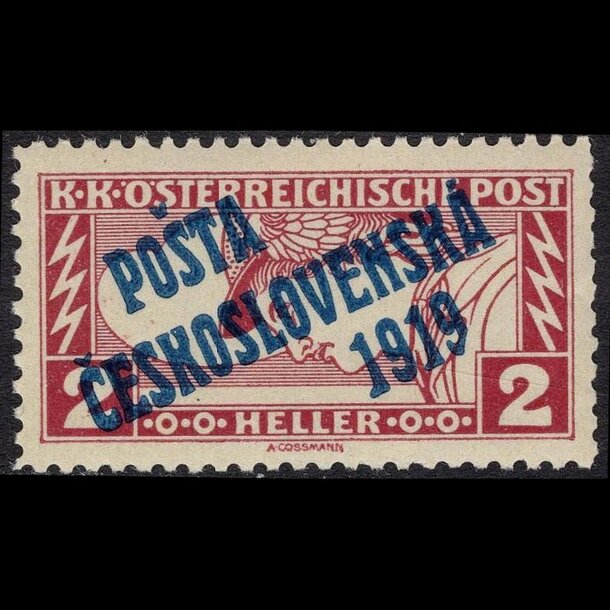 K·K·ÖSTERREICHISCHE POST
POŠTA
ČESKOSLOVENSKÁ
1919
2 ·O·O· HELLER ·O·O· 2
A·COSSMANN